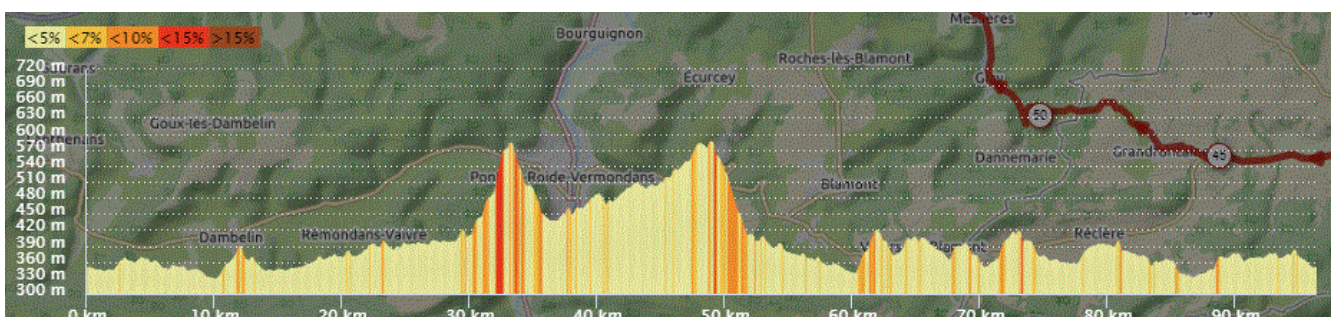 Mesnères
<5% <7% <10% <15% >15%
Bourguignon
Roches-lès-Blamont
720 m
Écurcey
690 m
Glay
660 m
630 m
50
Goux-lès-Dambelin
600 m
570 m
Dannemarie
45
540 m
510 m
Roide-Vermondans
480 m
Blamont
450 m
420 m
Dambelin
Rémondans-Vaivre
Réclère
390 m
360 m
330 m
300 m
0 km 10 km 20 km 30 km 40 km 50 km 60 km 70 km 80 km 90 km